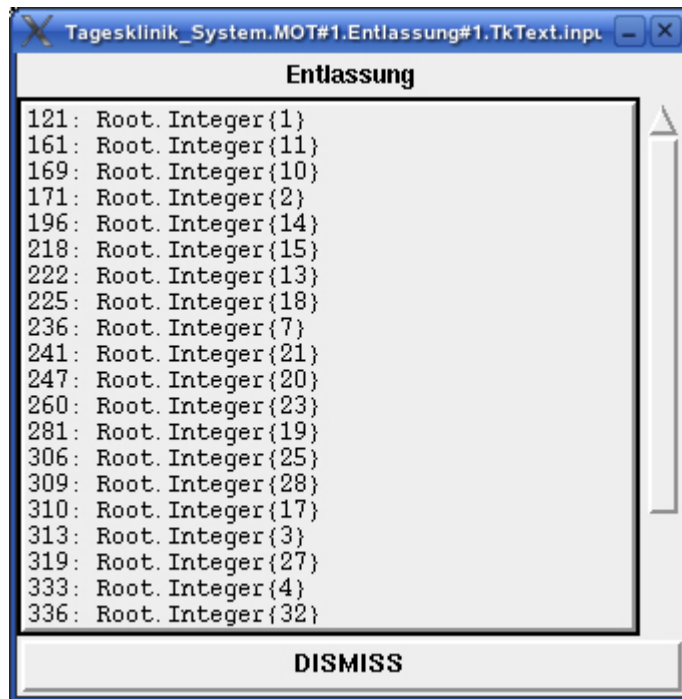 Tagesklinik_System.MOT#1.Entlassung#1.TkText.inpu
Entlassung
121: Root.Integer{1}
161: Root.Integer{11}
169: Root.Integer{10}
171: Root.Integer{2}
196: Root.Integer{14}
218: Root.Integer{15}
222: Root.Integer{13}
225: Root.Integer{18}
236: Root.Integer{7}
241: Root.Integer{21}
247: Root.Integer{20}
260: Root.Integer{23}
281: Root.Integer{19}
306: Root.Integer{25}
309: Root.Integer{28}
310: Root.Integer{17}
313: Root.Integer{3}
319: Root.Integer{27}
333: Root.Integer{4}
336: Root.Integer{32}
DISMISS